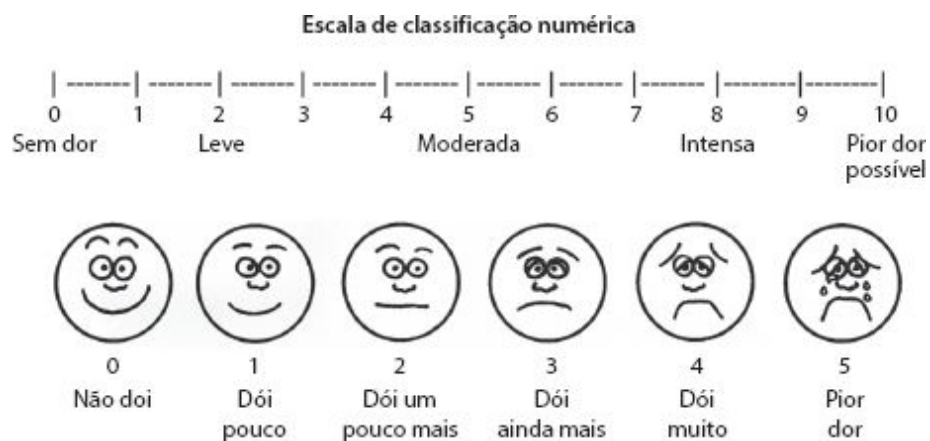 Escala de classificação numérica
0 1 2 3 4 5 6 7 8 9 10
Sem dor Leve Moderada Intensa Pior dor
possível
0 1 2 3 4 5
Não doi Dói Dói um Dói Dói Pior
pouco pouco mais ainda mais muito dor